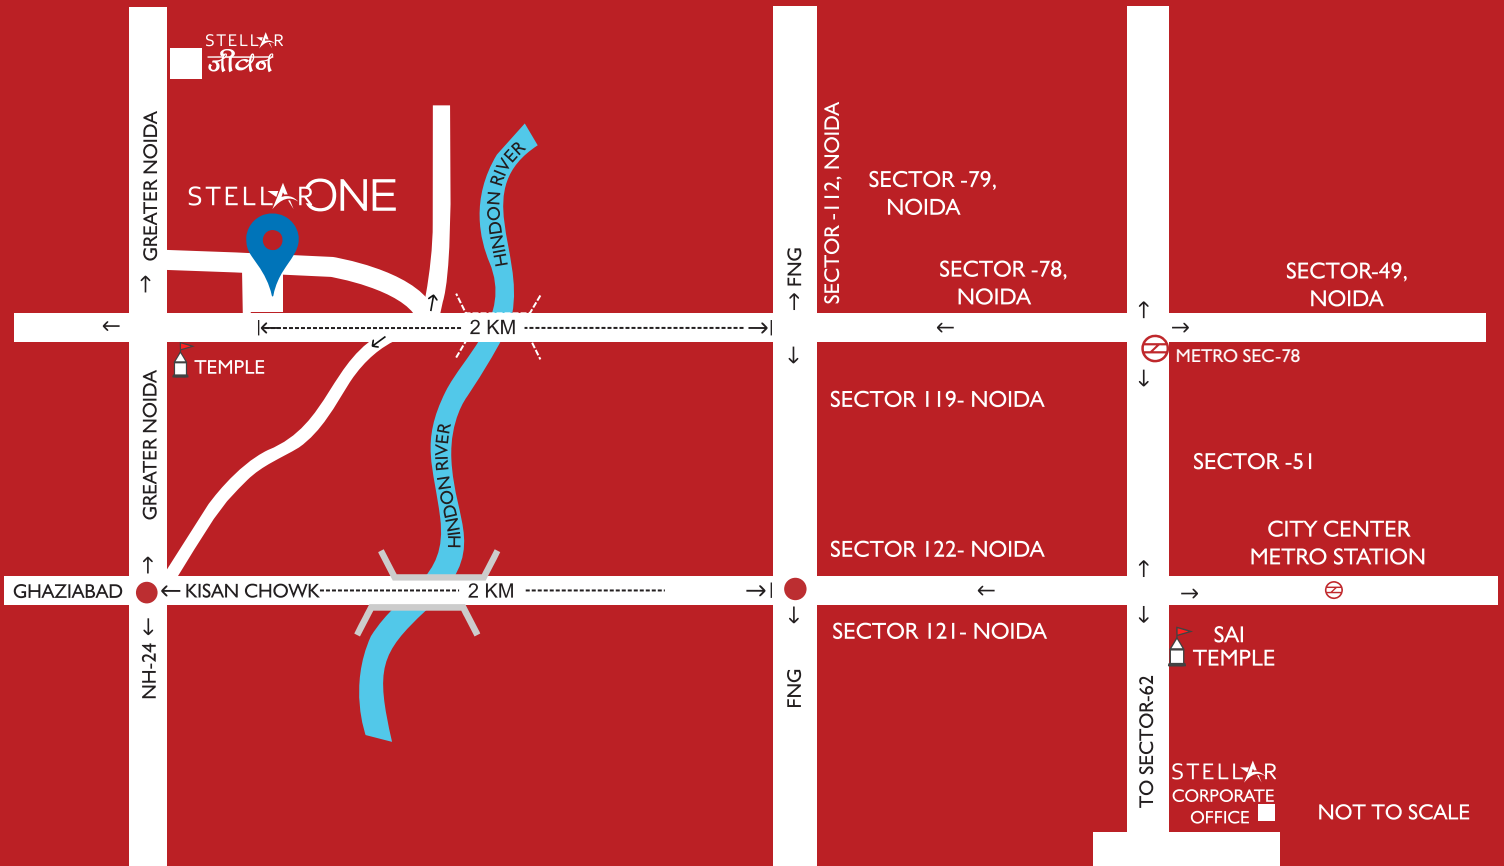 STELLAR
जीवन
GREATER NOIDA
STELLAR ONE
HINDON RIVER
FNG
SECTOR -112, NOIDA
SECTOR -79,
NOIDA
SECTOR -78,
NOIDA
SECTOR-49,
NOIDA
2 KM
TEMPLE
METRO SEC-78
GREATER NOIDA
SECTOR 119- NOIDA
HINDON RIVER
SECTOR -51
SECTOR 122- NOIDA
CITY CENTER
METRO STATION
GHAZIABAD
KISAN CHOWK
2 KM
NH-24
FNG
SECTOR 121- NOIDA
SAI
TEMPLE
TO SECTOR-62
STELLAR
CORPORATE
OFFICE
NOT TO SCALE